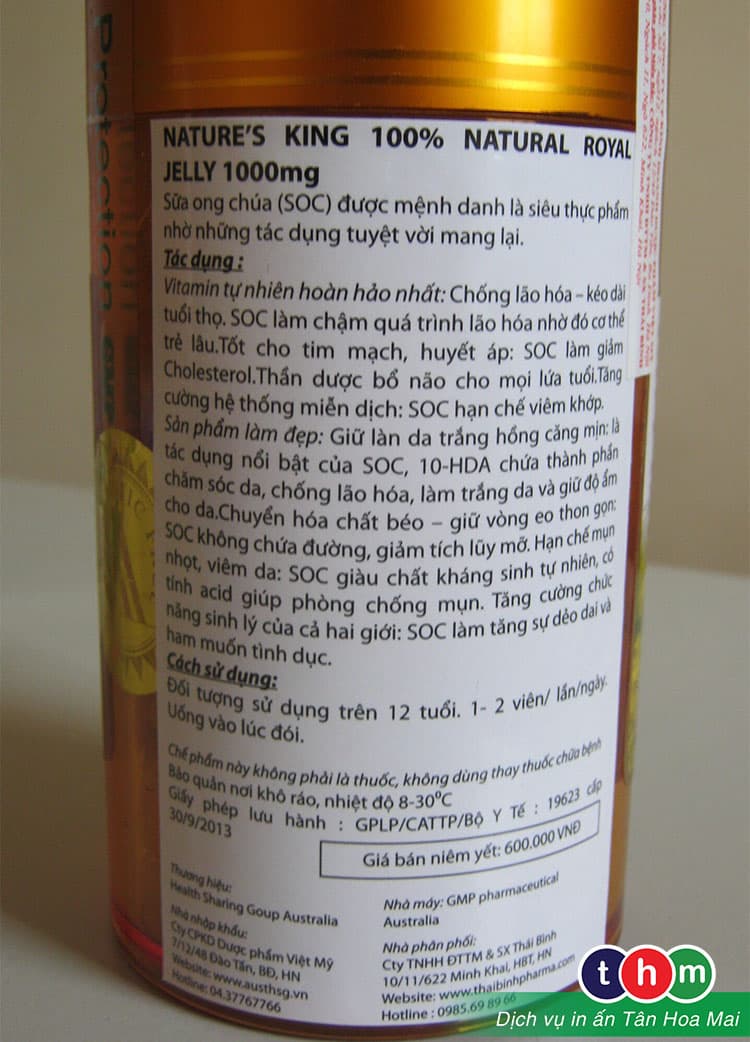 NATURE'S KING 100% NATURAL ROYAL
JELLY 1000mg
Sữa ong chúa (SOC) được mệnh danh là siêu thực phẩm
nhờ những tác dụng tuyệt vời mang lại.
Tác dụng :
Vitamin tự nhiên hoàn hảo nhất: Chống lão hóa – kéo dài
tuổi thọ. SOC làm chậm quá trình lão hóa nhờ đó cơ thể
trẻ lâu.Tốt cho tim mạch, huyết áp: SOC làm giảm
Cholesterol.Thần dược bổ não cho mọi lứa tuổi.Tăng
cường hệ thống miễn dịch: SOC hạn chế viêm khớp.
Sản phẩm làm đẹp: Giữ làn da trắng hồng căng mịn: là
tác dụng nổi bật của SOC, 10-HDA chứa thành phần
chăm sóc da, chống lão hóa, làm trắng da và giữ độ ẩm
cho da.Chuyển hóa chất béo – giữ vòng eo thon gọn:
SOC không chứa đường, giảm tích lũy mỡ. Hạn chế mụn
nhọt, viêm da: SOC giàu chất kháng sinh tự nhiên, có
tính acid giúp phòng chống mụn. Tăng cường chức
năng sinh lý của cả hai giới: SOC làm tăng sự dẻo dai và
ham muốn tình dục.
Cách sử dụng:
Đối tượng sử dụng trên 12 tuổi. 1- 2 viên/ lần/ngày.
Uống vào lúc đói.
Chế phẩm này không phải là thuốc, không dùng thay thuốc chữa bệnh
Bảo quản nơi khô ráo, nhiệt độ 8-30⁰C
Giấy phép lưu hành : GPLP/CATTP/Bộ Y Tế : 19623 cấp
30/9/2013
Giá bán niêm yết: 600.000 VNĐ
Thương hiệu:
Health Sharing Goup Australia
Nhà nhập khẩu:
Cty CPKD Dược phẩm Việt Mỹ
7/12/48 Đào Tấn, BĐ, HN
Website: www.austhsg.vn
Hotline: 04.37767766
Nhà máy: GMP pharmaceutical
Australia
Nhà phân phối:
Cty TNHH ĐTTM & SX Thái Bình
10/11/622 Minh Khai, HBT, HN
Website: www.thaibinhpharma.com
Hotline : 0985.69 89 66
Protection
thm
Dịch vụ in ấn Tân Hoa Mai